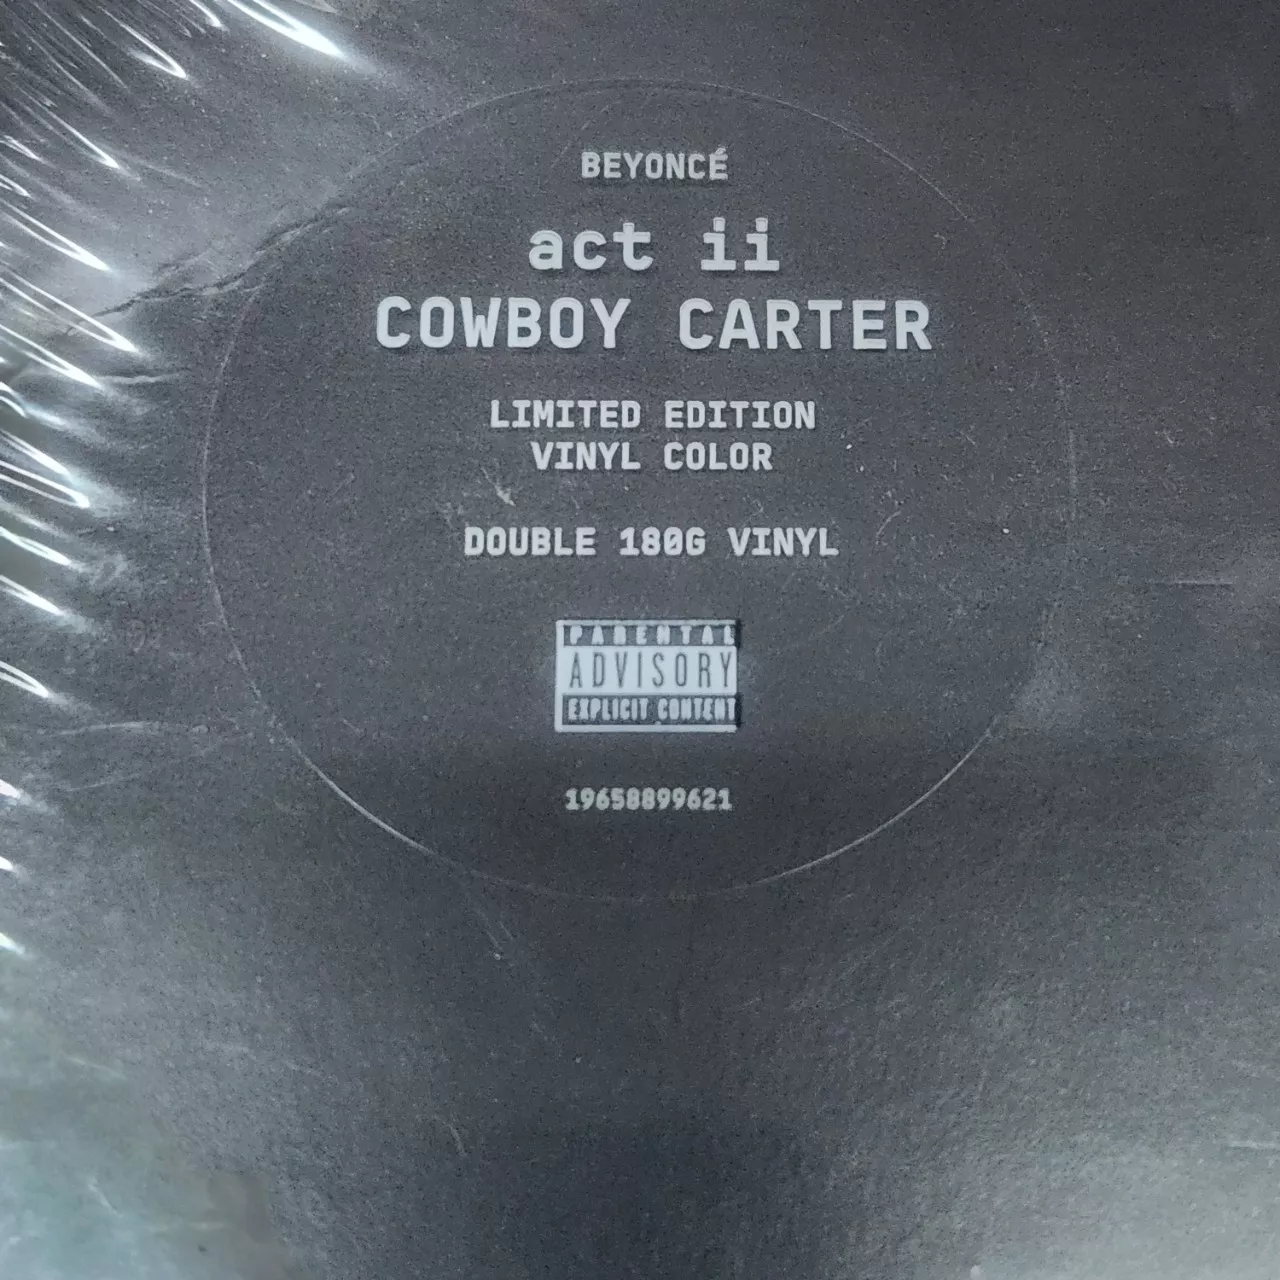 BEYONCÉ
act ii
COWBOY CARTER
LIMITED EDITION
VINYL COLOR
DOUBLE 180G VINYL
PARENTAL
ADVISORY
EXPLICIT CONTENT
19658899621